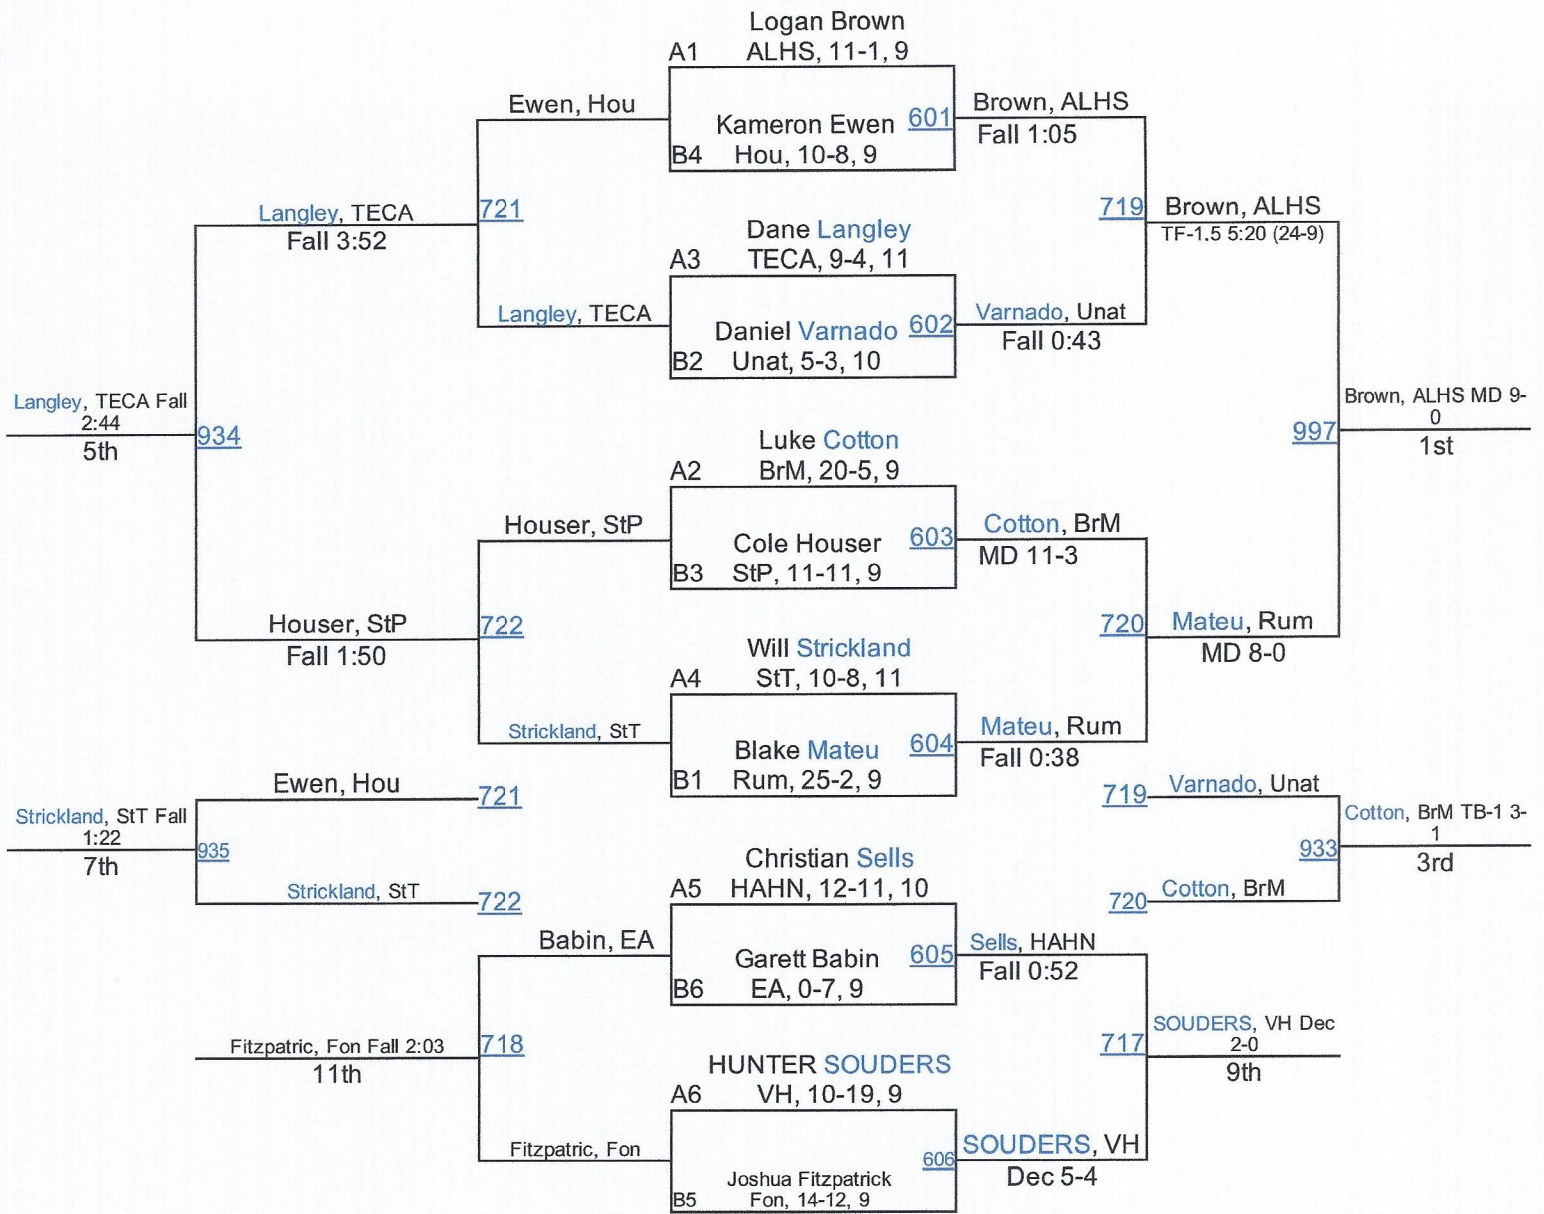 Logan Brown
A1 ALHS, 11-1, 9
Ewen, Hou
Kameron Ewen 601
B4 Hou, 10-8, 9
Brown, ALHS
Fall 1:05
Langley, TECA
Fall 3:52
721
Dane Langley
A3 TECA, 9-4, 11
719
Brown, ALHS
TF-1.5 5:20 (24-9)
Langley, TECA
Daniel Varnado 602
B2 Unat, 5-3, 10
Varnado, Unat
Fall 0:43
Langley, TECA Fall
2:44
5th
934
Luke Cotton
A2 BrM, 20-5, 9
997
Brown, ALHS MD 9-
0
1st
Houser, StP
Cole Houser 603
B3 StP, 11-11, 9
Cotton, BrM
MD 11-3
Houser, StP
Fall 1:50
722
Will Strickland
A4 StT, 10-8, 11
720
Mateu, Rum
MD 8-0
Strickland, StT
Blake Mateu 604
B1 Rum, 25-2, 9
Mateu, Rum
Fall 0:38
Ewen, Hou
721
719
Varnado, Unat
Strickland, StT Fall
1:22
7th
935
Cotton, BrM TB-1 3-
1
3rd
933
Strickland, StT
722
720
Cotton, BrM
Christian Sells
A5 HAHN, 12-11, 10
Babin, EA
Garett Babin 605
B6 EA, 0-7, 9
Sells, HAHN
Fall 0:52
Fitzpatric, Fon Fall 2:03
11th
718
HUNTER SOUDERS
A6 VH, 10-19, 9
717
SOUDERS, VH Dec
2-0
9th
Fitzpatric, Fon
606
Joshua Fitzpatrick
B5 Fon, 14-12, 9
SOUDERS, VH
Dec 5-4